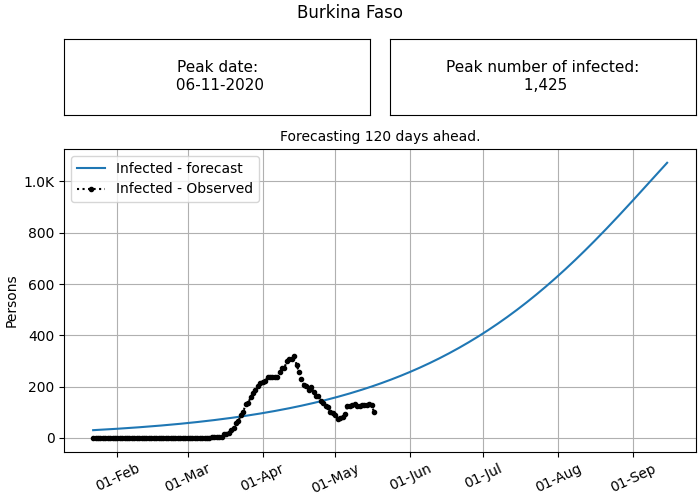 Burkina Faso
Peak date:
06-11-2020
Peak number of infected:
1,425
Forecasting 120 days ahead.
Infected - forecast
Infected - Observed
1.0K
800
600
400
200
0
Persons
01-Feb
01-Mar
01-Apr
01-May
01-Jun
01-Jul
01-Aug
01-Sep